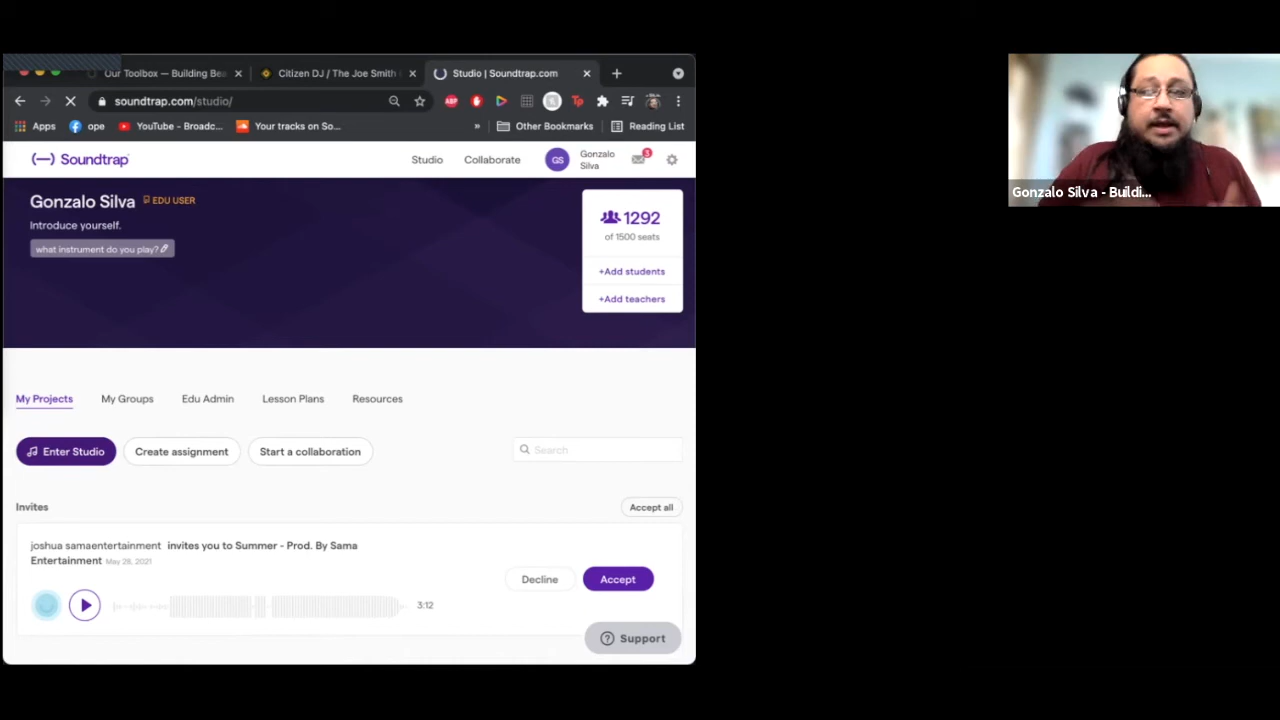 Our Toolbox — Building Bea
Citizen DJ / The Joe Smith
Studio | Soundtrap.com
soundtrap.com/studio/
ABP
Tp
Apps
ope
YouTube - Broadc...
Your tracks on So...
»
Other Bookmarks
Reading List
(—) Soundtrap
Studio
Collaborate
GS
Gonzalo
Silva
3
Gonzalo Silva
EDU USER
Introduce yourself.
what instrument do you play?
1292
of 1500 seats
+Add students
+Add teachers
My Projects
My Groups
Edu Admin
Lesson Plans
Resources
Enter Studio
Create assignment
Start a collaboration
Search
Invites
Accept all
joshua samaentertainment invites you to Summer - Prod. By Sama
Entertainment May 28, 2021
Decline
Accept
3:12
Support
Gonzalo Silva - Buildi...